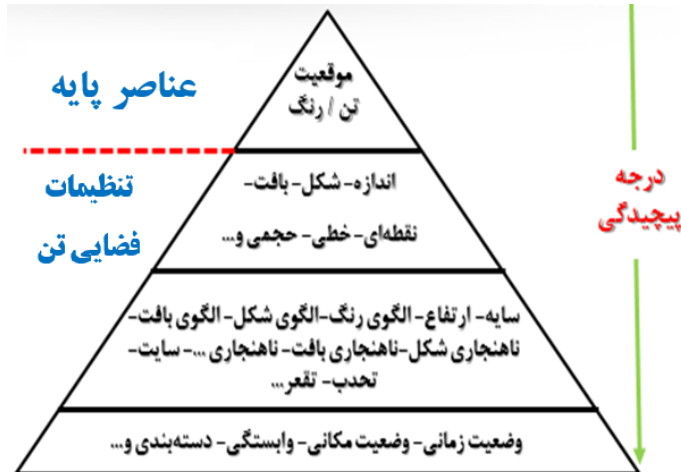 عناصر پایه
موقعیت
تن / رنگ
تنظیمات
فضایی تن
اندازه- شکل- بافت-
نقطه‌ای- خطی- حجمی و...
درجه
پیچیدگی
سایه- ارتفاع- الگوی رنگ-الگوی شکل- الگوی بافت-
ناهنجاری شکل-ناهنجاری بافت- ناهنجاری ...- سایت-
تحدب- تقعر...
وضعیت زمانی- وضعیت مکانی- وابستگی- دسته‌بندی و...